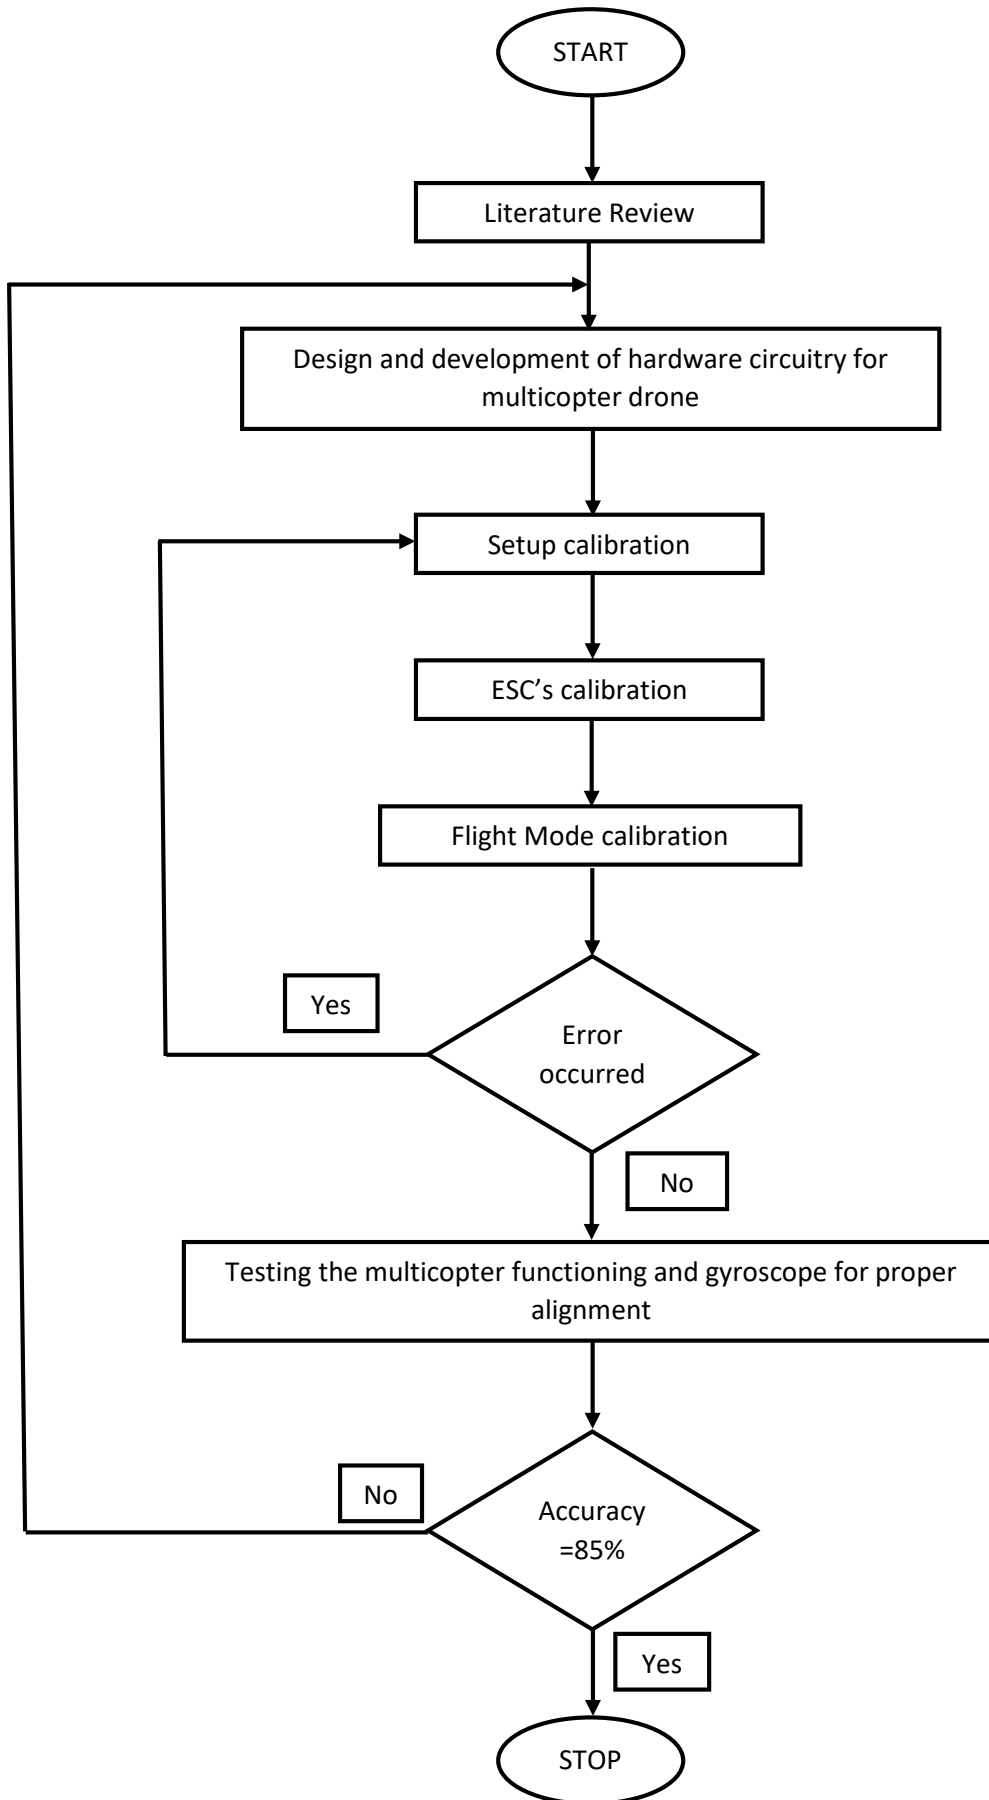 START
Literature Review
Design and development of hardware circuitry for
multicopter drone
Setup calibration
ESC’s calibration
Flight Mode calibration
Yes
Error
occurred
No
Testing the multicopter functioning and gyroscope for proper
alignment
No
Accuracy
=85%
Yes
STOP